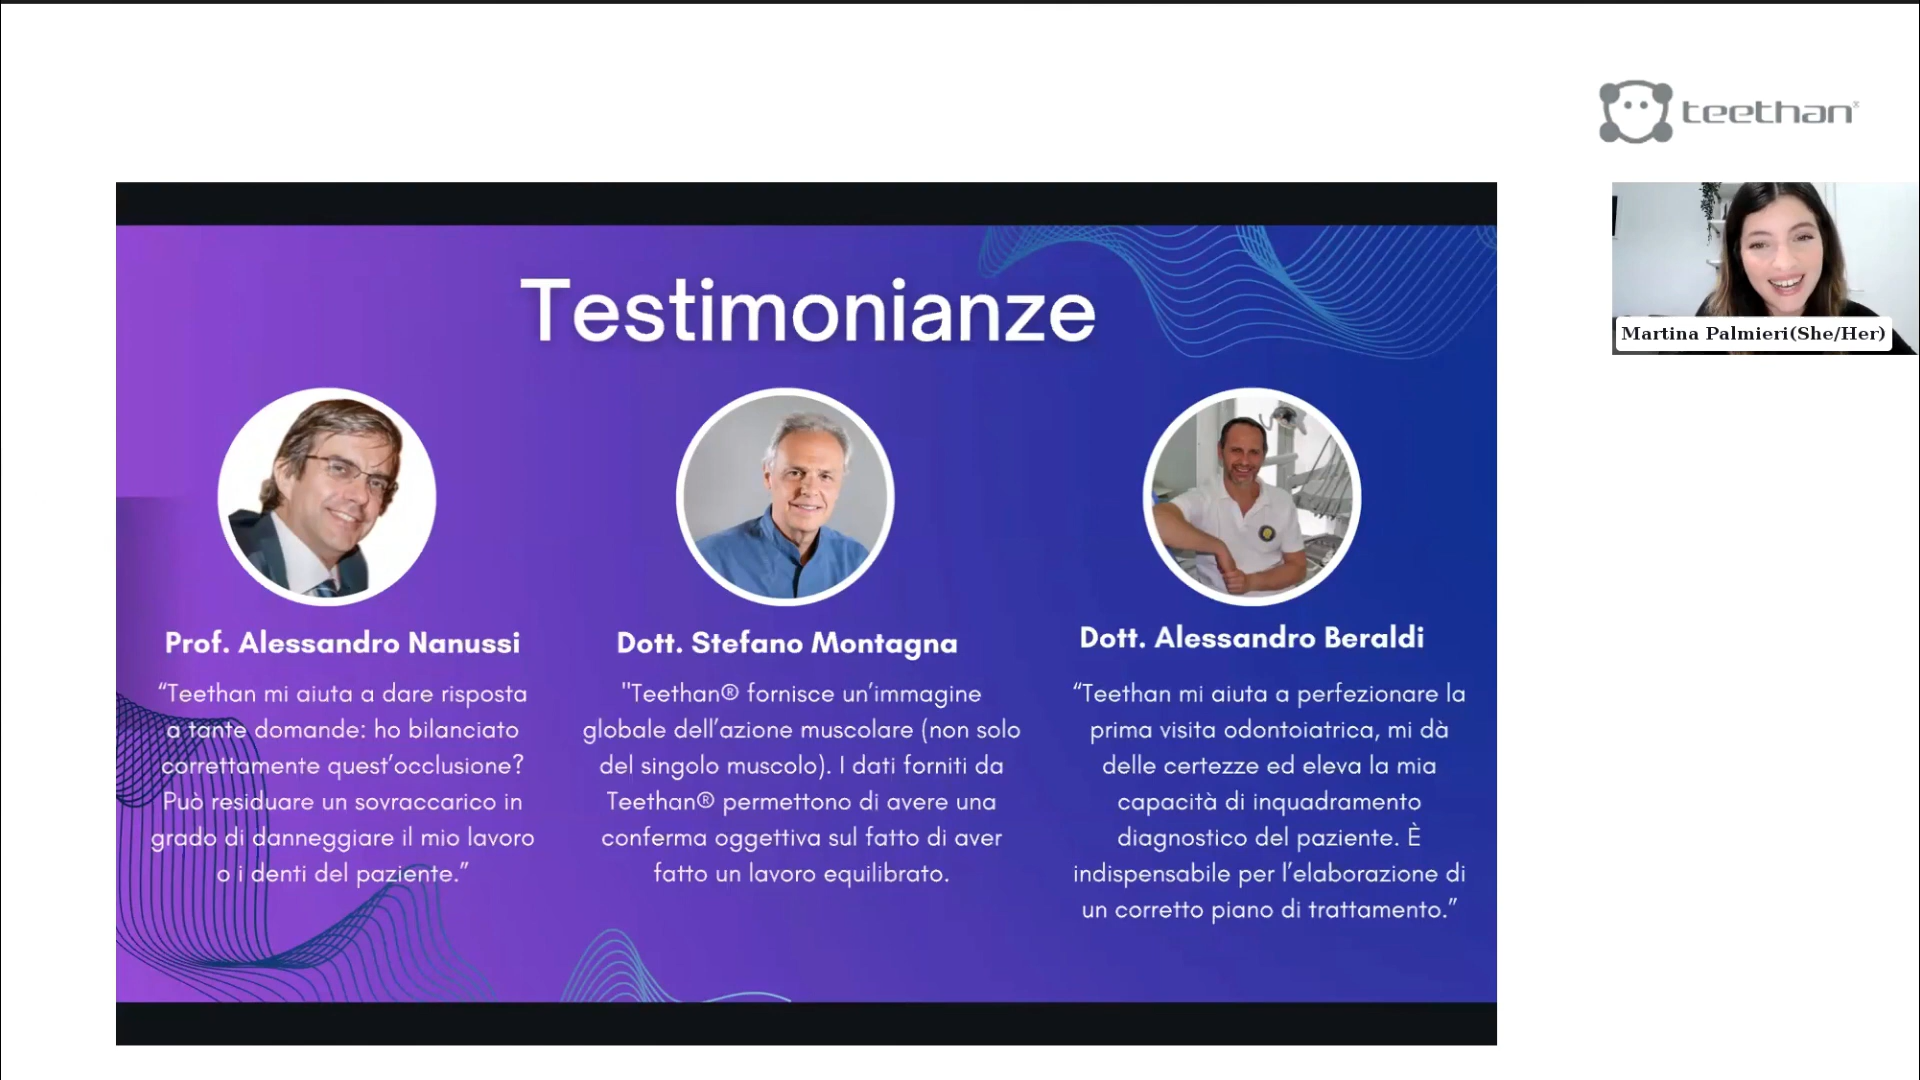 teethan®
Martina Palmieri(She/Her)
Testimonianze
Prof. Alessandro Nanussi
“Teethan mi aiuta a dare risposta
a tante domande: ho bilanciato
correttamente quest’occlusione?
Può residuare un sovraccarico in
grado di danneggiare il mio lavoro
o i denti del paziente.”
Dott. Stefano Montagna
"Teethan® fornisce un’immagine
globale dell’azione muscolare (non solo
del singolo muscolo). I dati forniti da
Teethan® permettono di avere una
conferma oggettiva sul fatto di aver
fatto un lavoro equilibrato.
Dott. Alessandro Beraldi
“Teethan mi aiuta a perfezionare la
prima visita odontoiatrica, mi dà
delle certezze ed eleva la mia
capacità di inquadramento
diagnostico del paziente. È
indispensabile per l’elaborazione di
un corretto piano di trattamento.”